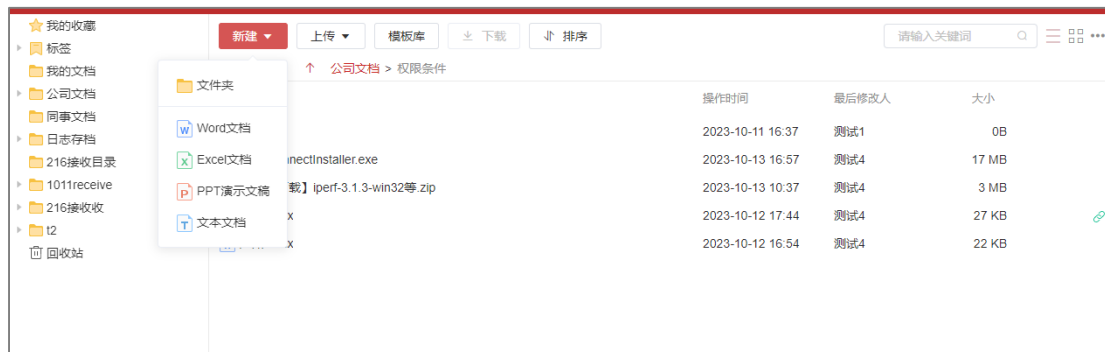 我的收藏
标签
我的文档
公司文档
同事文档
日志存档
216接收目录
1011receive
216接收收
t2
回收站
新建 上传 模板库 下载 排序 请输入关键词
公司文档 > 权限条件
文件夹
Word文档
Excel文档
PPT演示文稿
文本文档
操作时间 最后修改人 大小
2023-10-11 16:37 测试1 0B
nnectInstaller.exe 2023-10-13 16:57 测试4 17 MB
载】iperf-3.1.3-win32等.zip 2023-10-13 10:37 测试4 3 MB
x 2023-10-12 17:44 测试4 27 KB
x 2023-10-12 16:54 测试4 22 KB